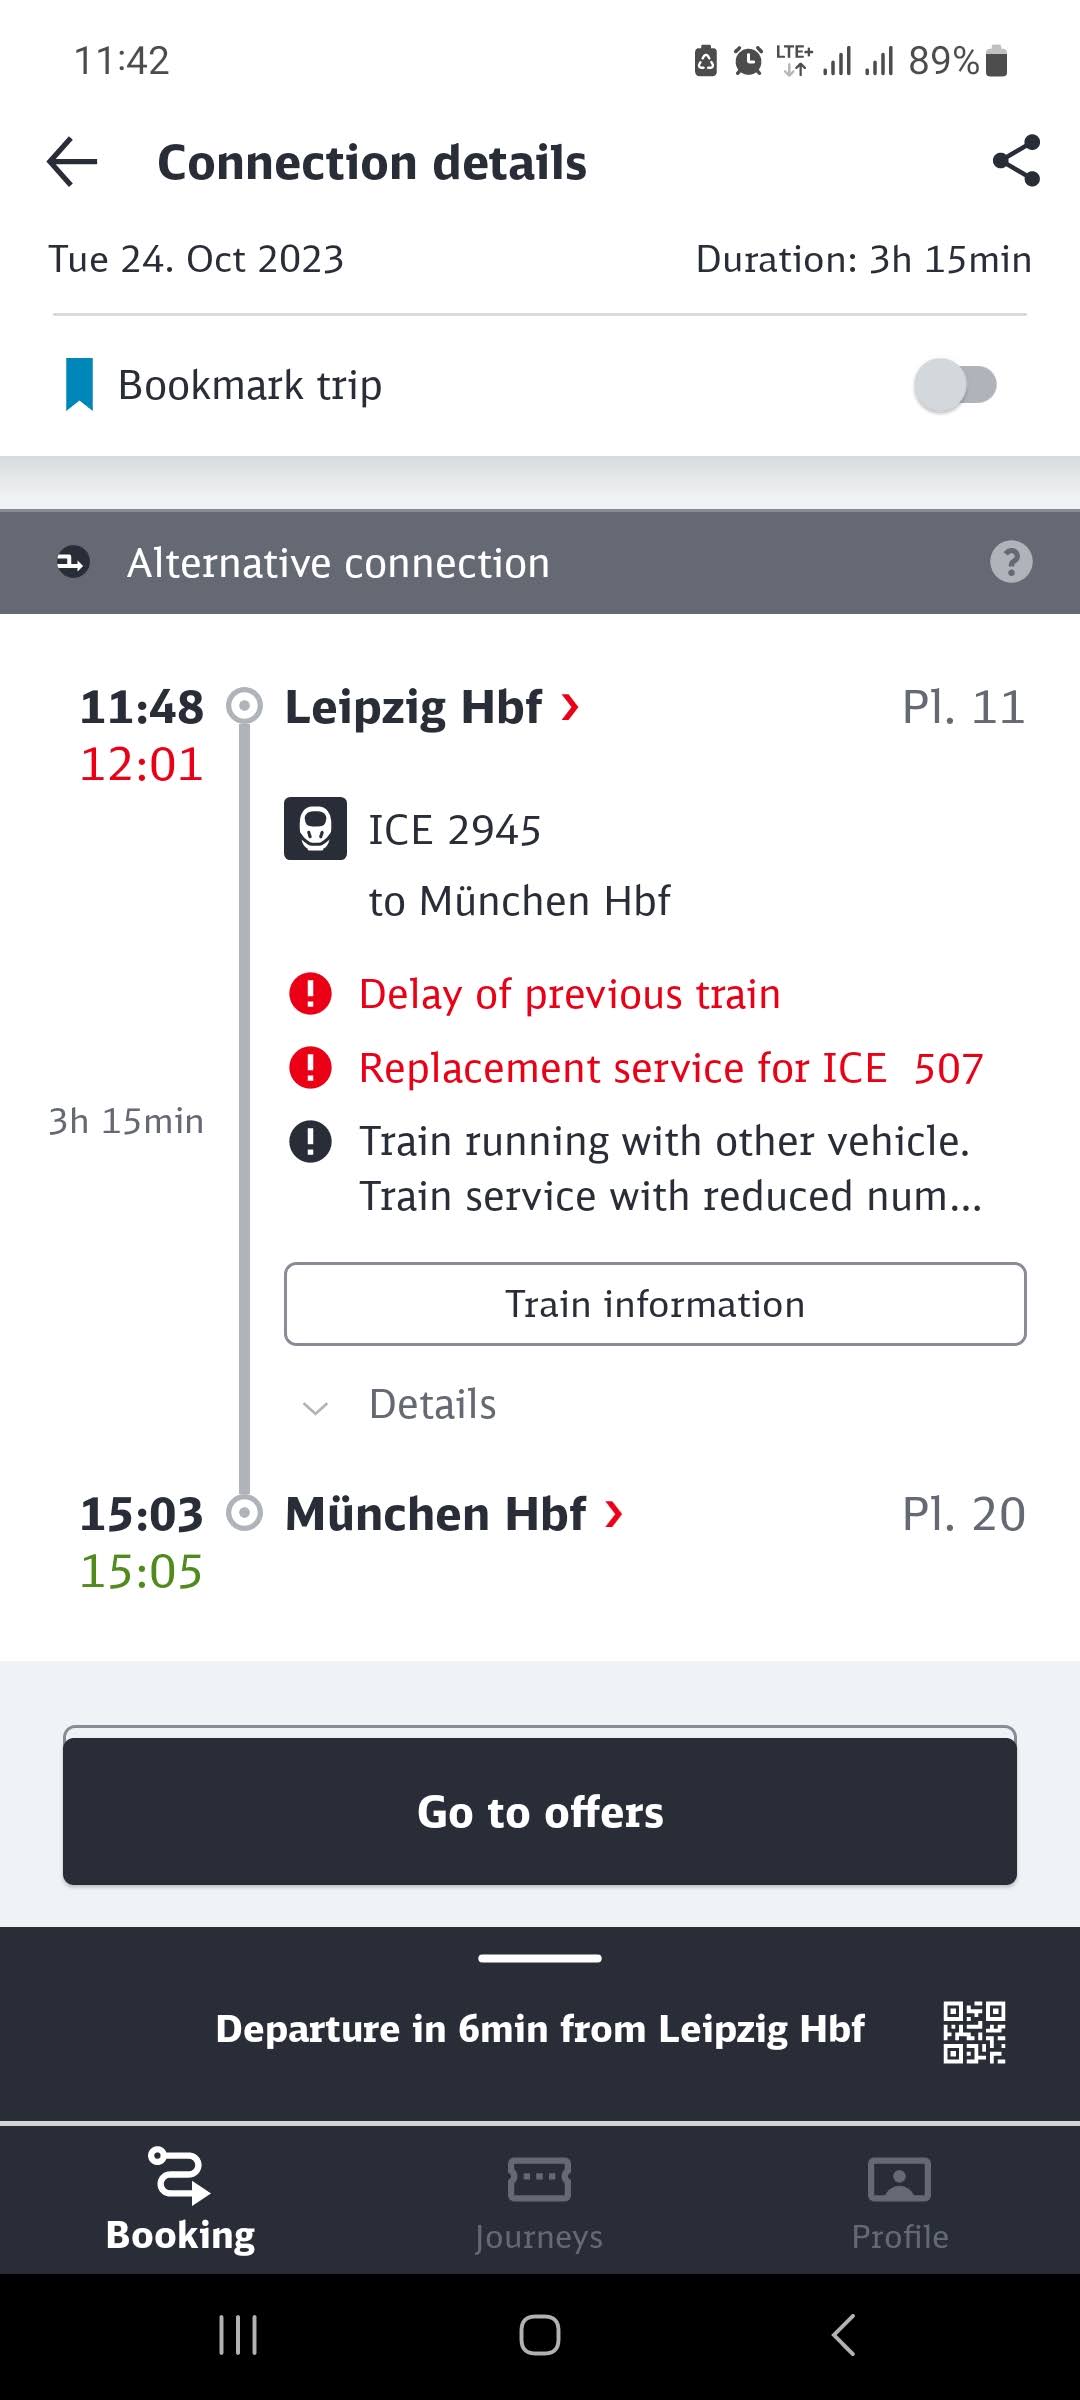 11:42 LTE+ 89%
Connection details
Tue 24. Oct 2023 Duration: 3h 15min
Bookmark trip
Alternative connection ?
11:48 Leipzig Hbf Pl. 11
12:01
ICE 2945
to München Hbf
Delay of previous train
Replacement service for ICE 507
3h 15min
Train running with other vehicle.
Train service with reduced num...
Train information
Details
15:03 München Hbf Pl. 20
15:05
Go to offers
Departure in 6min from Leipzig Hbf
Booking Journeys Profile